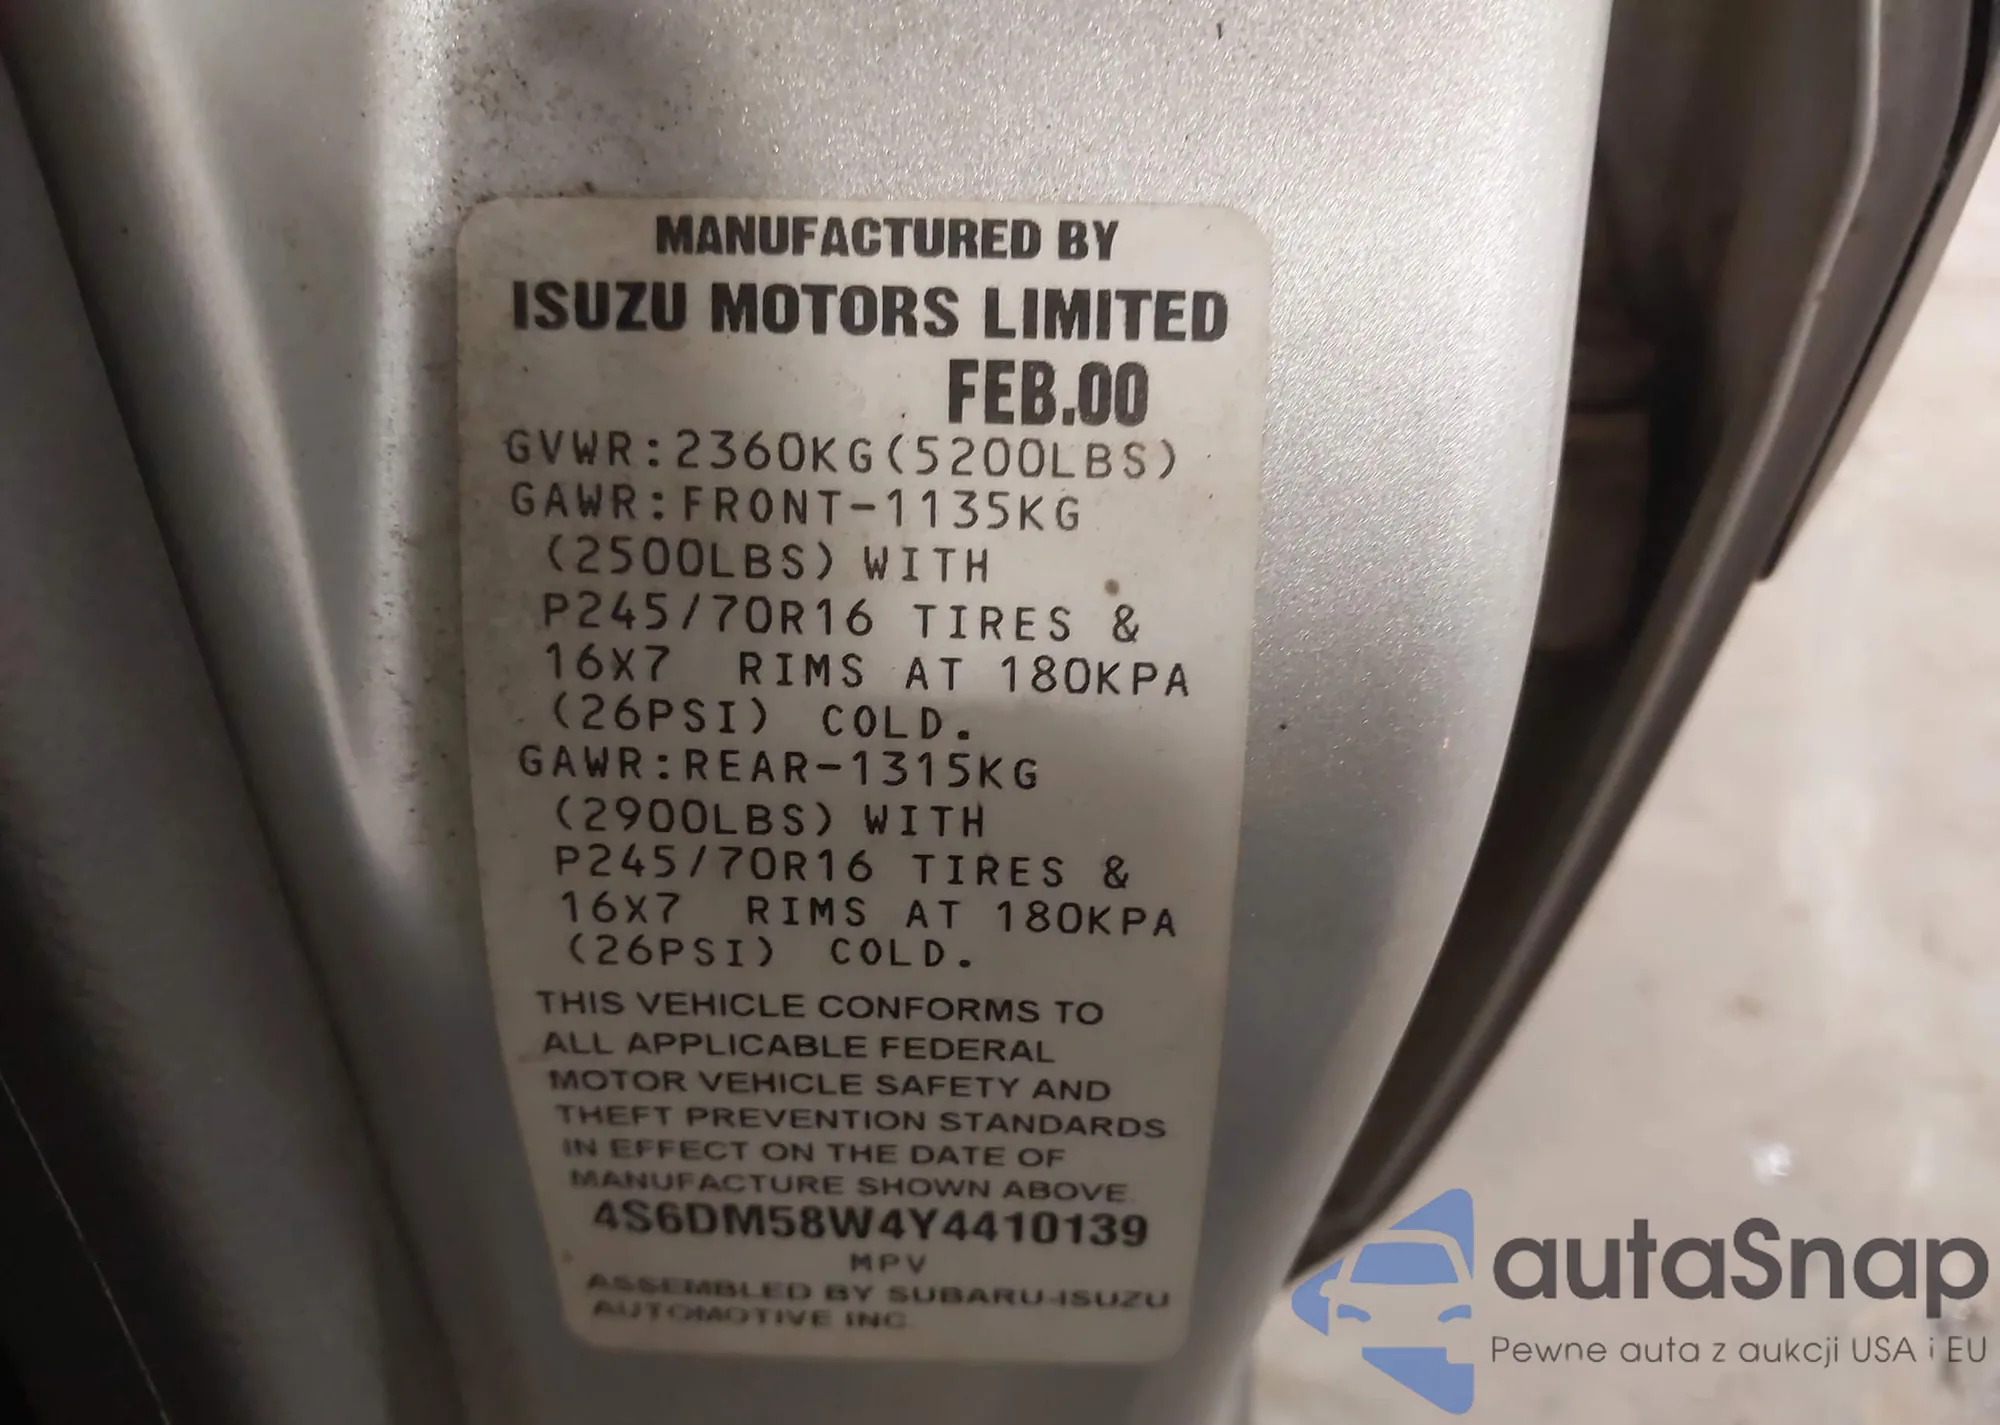 MANUFACTURED BY
ISUZU MOTORS LIMITED
FEB.00
GVWR:2360KG(5200LBS)
GAWR:FRONT-1135KG
(2500LBS) WITH
P245/70R16 TIRES &
16X7 RIMS AT 180KPA
(26PSI) COLD.
GAWR:REAR-1315KG
(2900LBS) WITH
P245/70R16 TIRES &
16X7 RIMS AT 180KPA
(26PSI) COLD.
THIS VEHICLE CONFORMS TO
ALL APPLICABLE FEDERAL
MOTOR VEHICLE SAFETY AND
THEFT PREVENTION STANDARDS
IN EFFECT ON THE DATE OF
MANUFACTURE SHOWN ABOVE.
4S6DM58W4Y4410139
MPV
ASSEMBLED BY SUBARU-ISUZU
AUTOMOTIVE INC.
autaSnap
Pewne auta z aukcji USA i EU